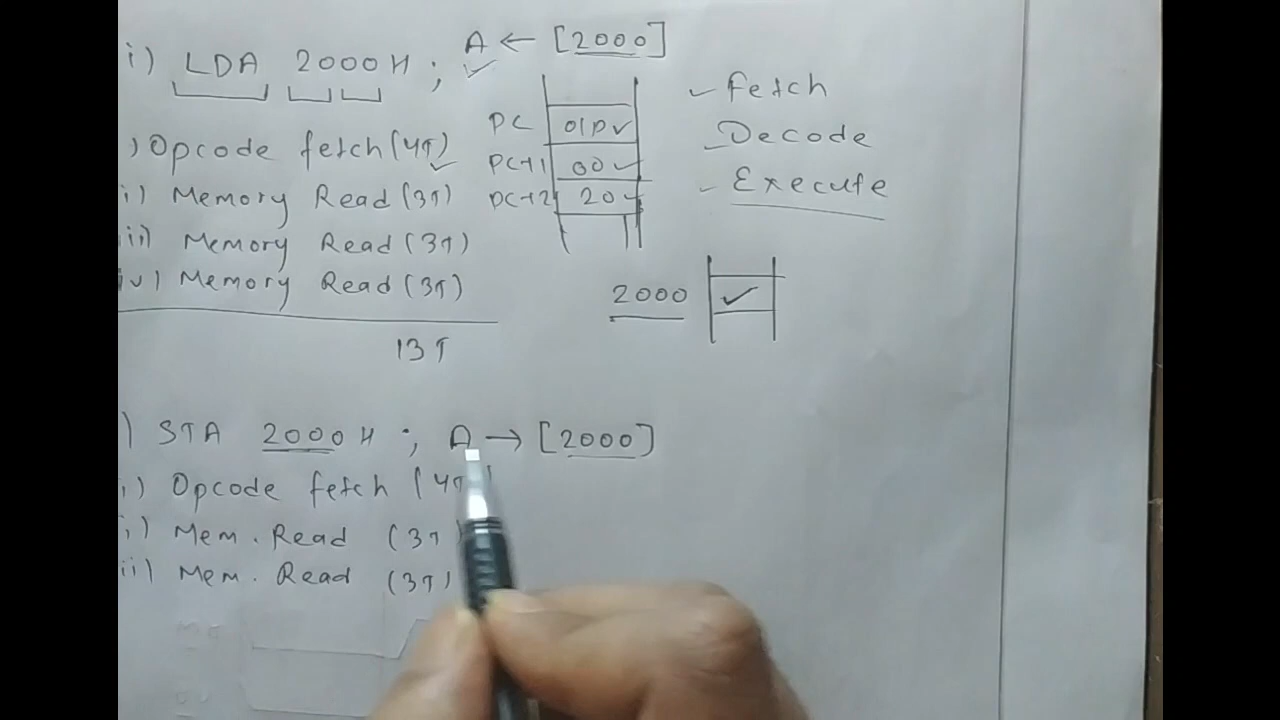 i) LDA 2000H ; A ← [2000]
) Opcode fetch (4T)
i) Memory Read (3T)
iii) Memory Read (3T)
iv) Memory Read (3T)
13T
PC 01D
PC+1 00
PC+2 20
Fetch
Decode
Execute
2000
) STA 2000H ; A → [2000]
i) Opcode fetch (4T
i) Mem. Read (3T)
ii) Mem. Read (3T)